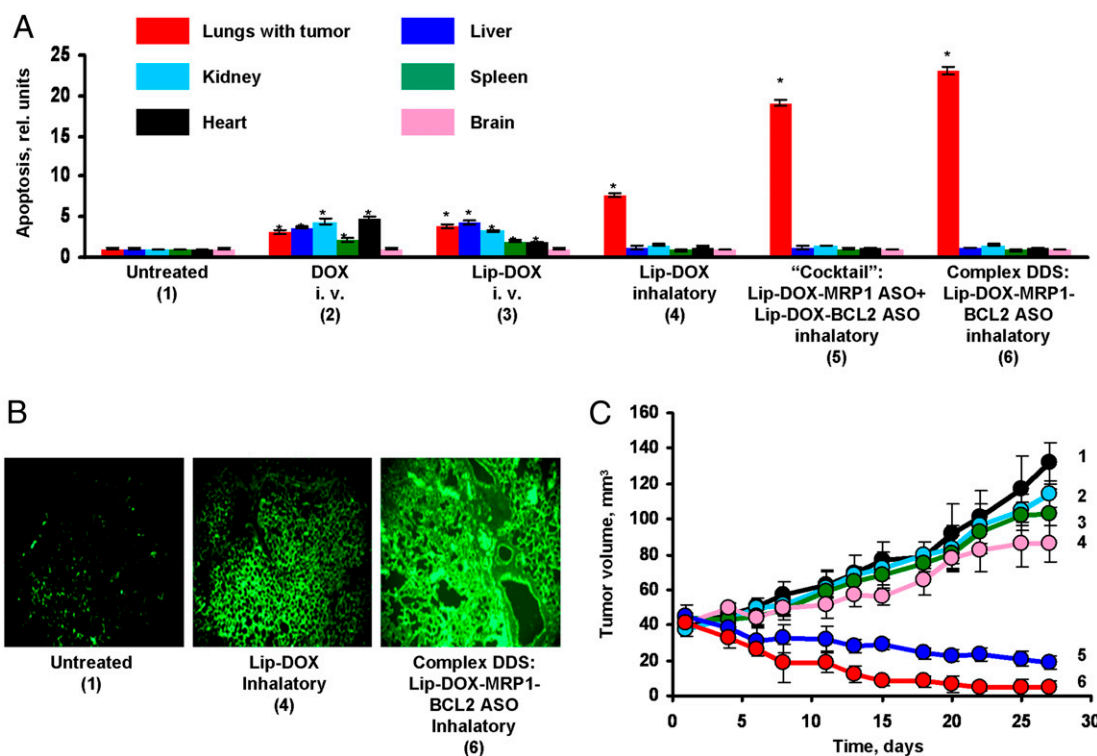 A
Lungs with tumor
Liver
Kidney
Spleen
Heart
Brain
Apoptosis, rel. units
25
20
15
10
5
0
* * * * *
* * * * *
*
*
*
Untreated
(1)
DOX
i. v.
(2)
Lip-DOX
i. v.
(3)
Lip-DOX
inhalatory
(4)
“Cocktail”:
Lip-DOX-MRP1 ASO+
Lip-DOX-BCL2 ASO
inhalatory
(5)
Complex DDS:
Lip-DOX-MRP1-
BCL2 ASO
inhalatory
(6)
B
Untreated
(1)
Lip-DOX
Inhalatory
(4)
Complex DDS:
Lip-DOX-MRP1-
BCL2 ASO
Inhalatory
(6)
C
Tumor volume, mm³
160
140
120
100
80
60
40
20
0
1
2
3
4
5
6
0 5 10 15 20 25 30
Time, days